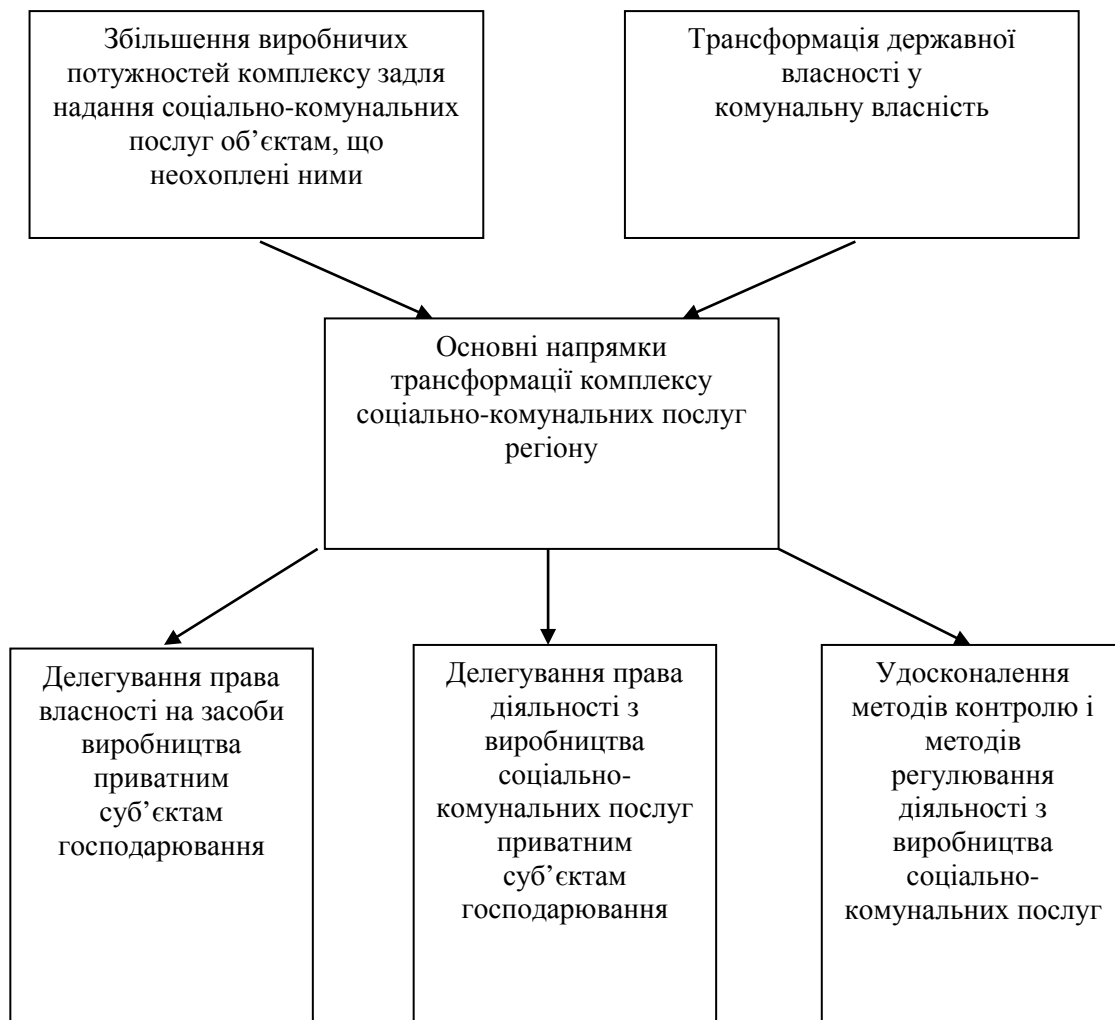 Збільшення виробничих
потужностей комплексу задля
надання соціально-комунальних
послуг об’єктам, що
неохоплені ними
Трансформація державної
власності у
комунальну власність
Основні напрямки
трансформації комплексу
соціально-комунальних послуг
регіону
Делегування права
власності на засоби
виробництва
приватним
суб’єктам
господарювання
Делегування права
діяльності з
виробництва
соціально-
комунальних послуг
приватним
суб’єктам
господарювання
Удосконалення
методів контролю і
методів
регулювання
діяльності з
виробництва
соціально-
комунальних послуг